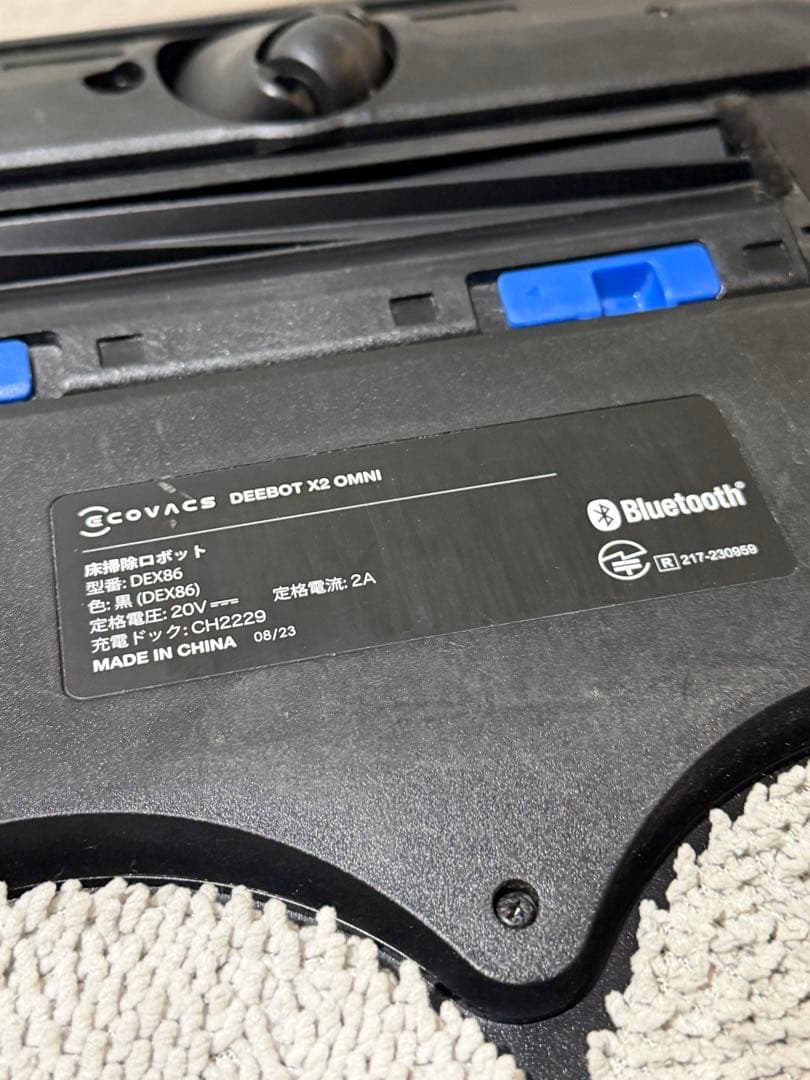 ECOVACS DEEBOT X2 OMNI
床掃除ロボット
型番: DEX86
色: 黒 (DEX86)
定格電圧: 20V⎓ 定格電流: 2A
充電ドック: CH2229
MADE IN CHINA 08/23
Bluetooth®
R 217-230959